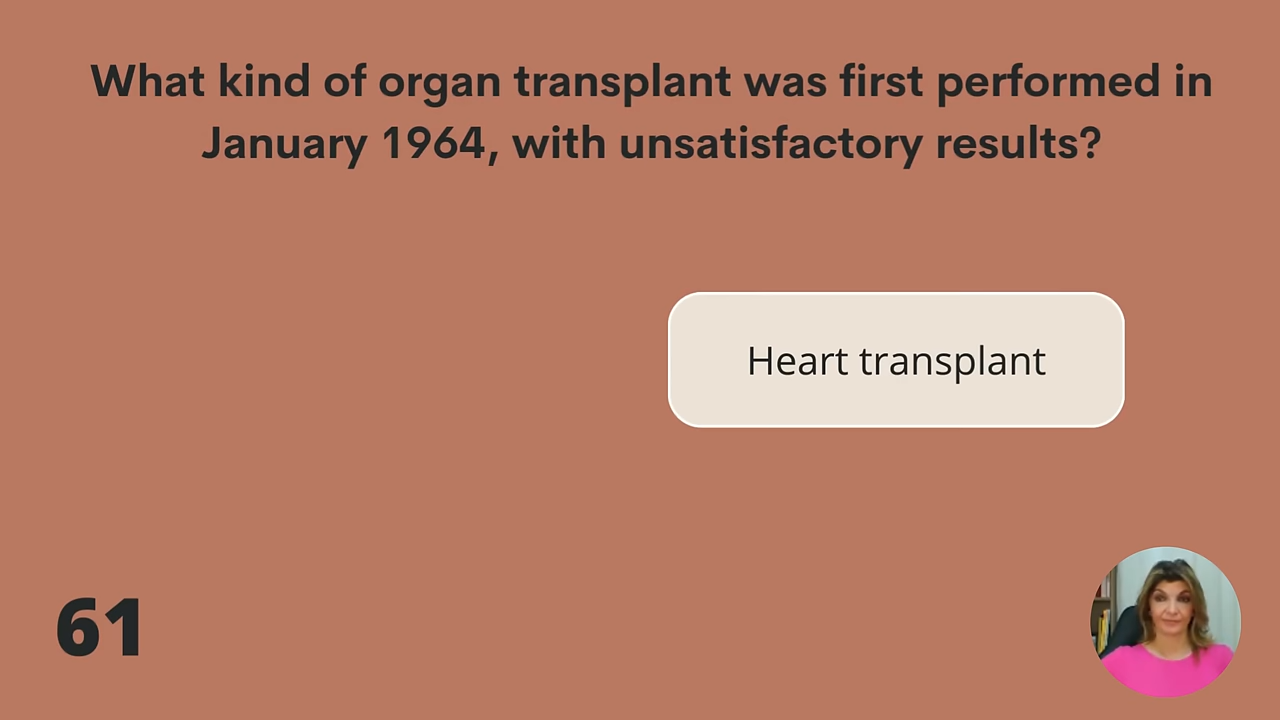 What kind of organ transplant was first performed in
January 1964, with unsatisfactory results?
Heart transplant
61